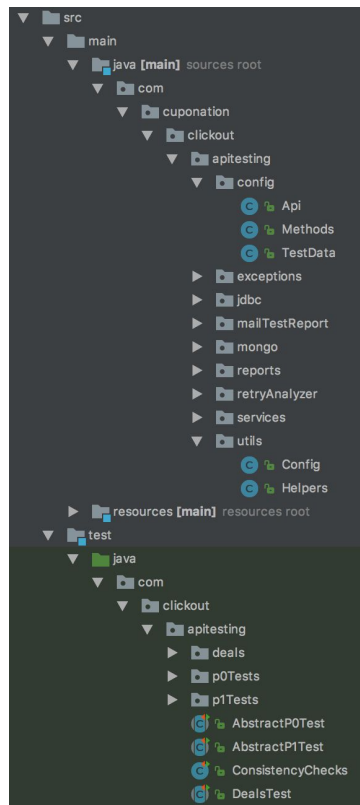 src
main
java [main] sources root
com
cuponation
clickout
apitesting
config
Api
Methods
TestData
exceptions
jdbc
mailTestReport
mongo
reports
retryAnalyzer
services
utils
Config
Helpers
resources [main] resources root
test
java
com
clickout
apitesting
deals
p0Tests
p1Tests
AbstractP0Test
AbstractP1Test
ConsistencyChecks
DealsTest